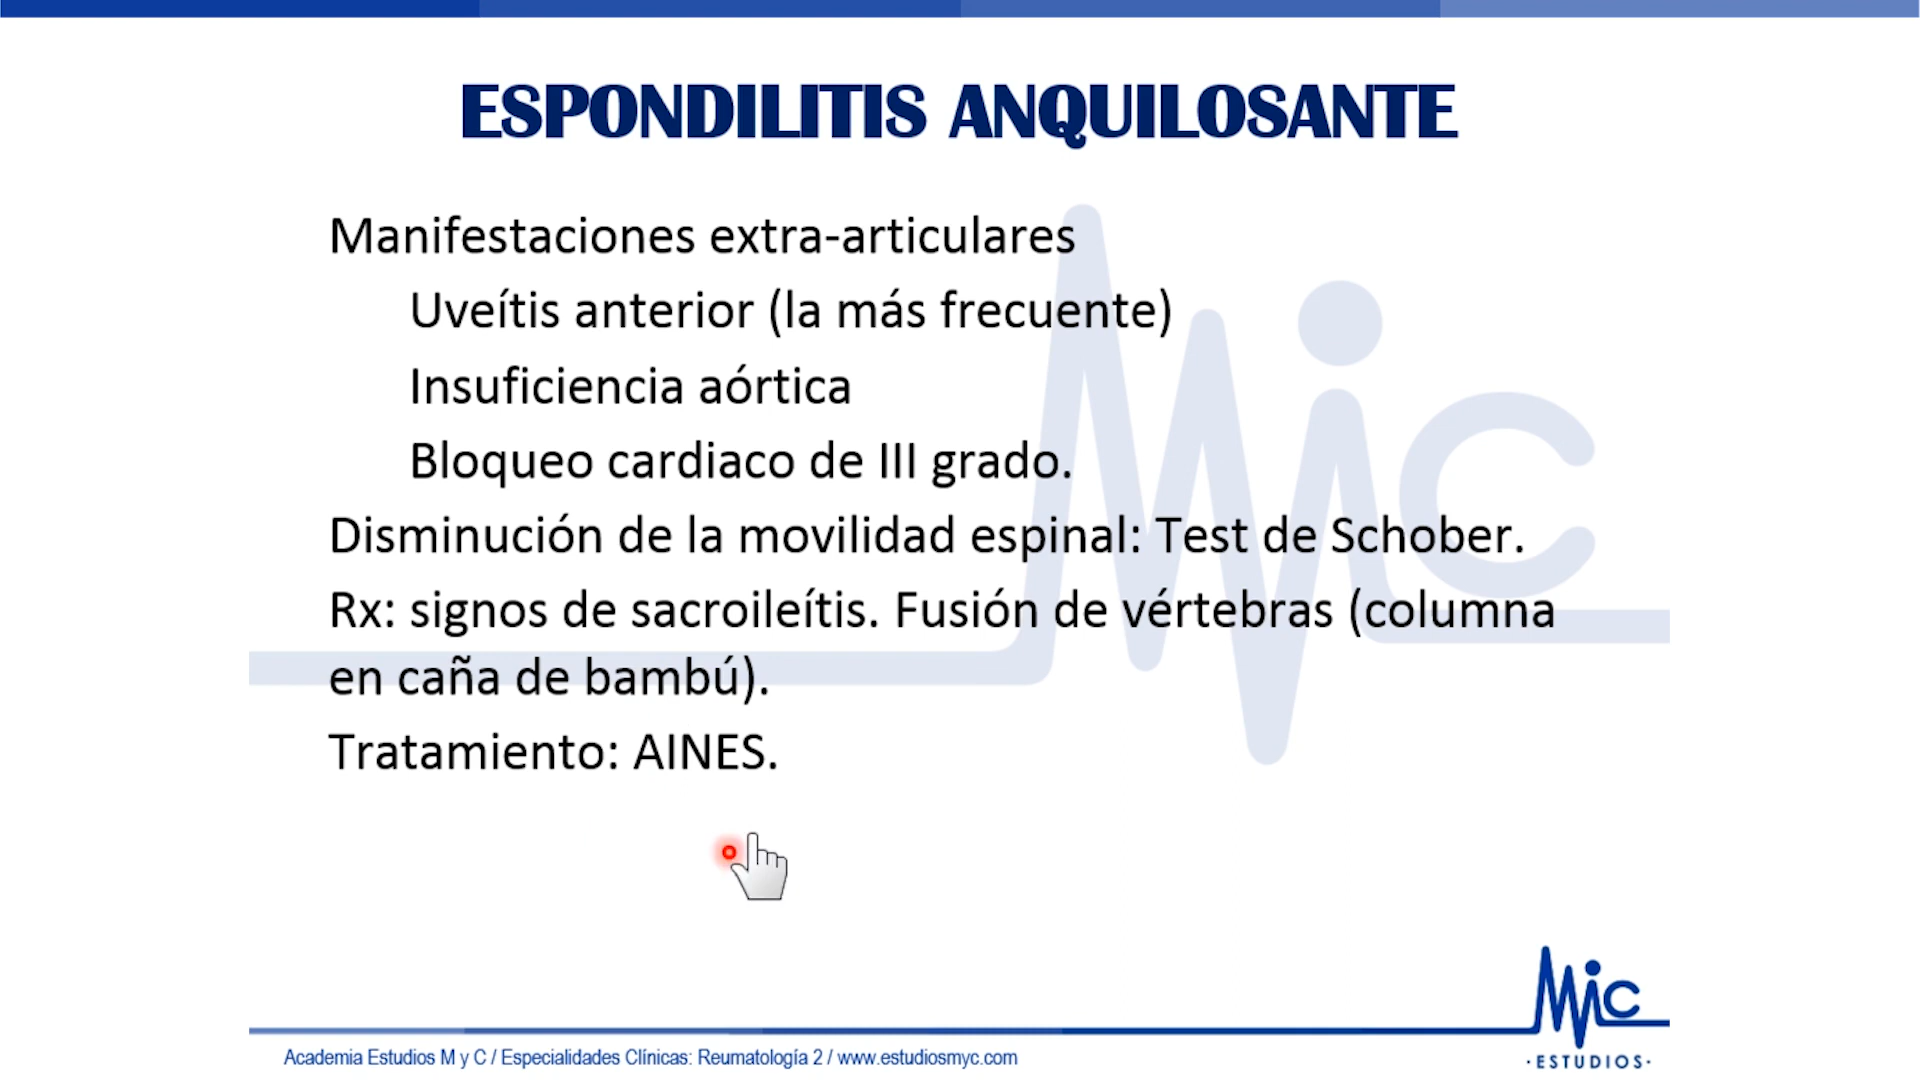 ESPONDILITIS ANQUILOSANTE
Manifestaciones extra-articulares
Uveítis anterior (la más frecuente)
Insuficiencia aórtica
Bloqueo cardiaco de III grado.
Disminución de la movilidad espinal: Test de Schober.
Rx: signos de sacroileítis. Fusión de vértebras (columna
en caña de bambú).
Tratamiento: AINES.
MiC
MiC
·ESTUDIOS·
Academia Estudios M y C / Especialidades Clínicas: Reumatología 2 / www.estudiosmyc.com